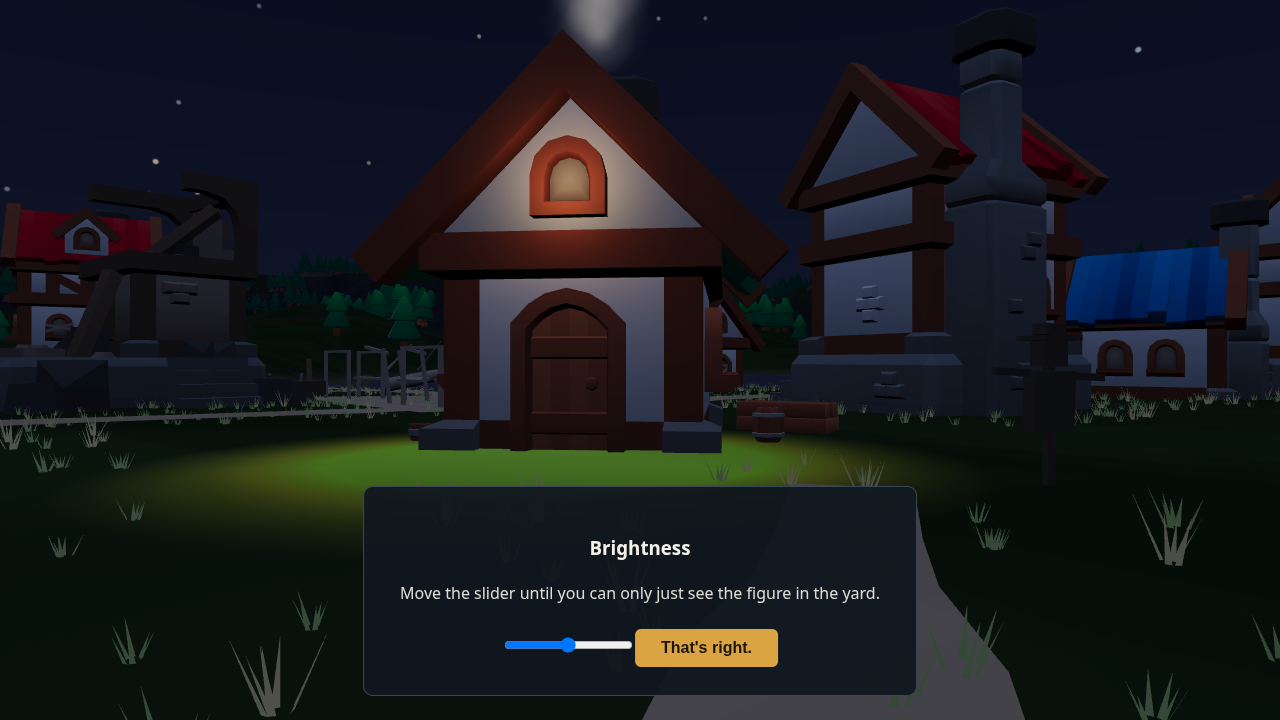 Brightness
Move the slider until you can only just see the figure in the yard.
That's right.